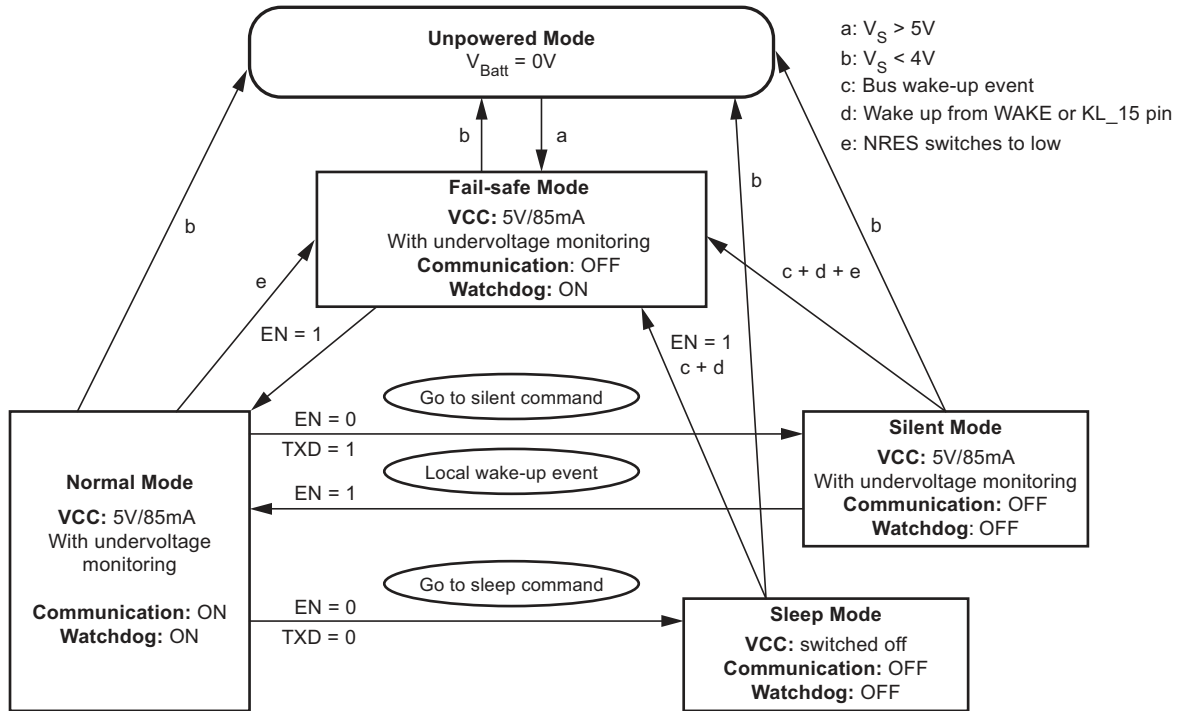 Unpowered Mode
V_Batt = 0V
a: V_S > 5V
b: V_S < 4V
c: Bus wake-up event
d: Wake up from WAKE or KL_15 pin
e: NRES switches to low
b
a
b
b
b
Fail-safe Mode
VCC: 5V/85mA
With undervoltage monitoring
Communication: OFF
Watchdog: ON
e
c + d + e
EN = 1
EN = 1
c + d
Go to silent command
EN = 0
TXD = 1
Local wake-up event
EN = 1
Normal Mode
VCC: 5V/85mA
With undervoltage
monitoring
Communication: ON
Watchdog: ON
Silent Mode
VCC: 5V/85mA
With undervoltage monitoring
Communication: OFF
Watchdog: OFF
Go to sleep command
EN = 0
TXD = 0
Sleep Mode
VCC: switched off
Communication: OFF
Watchdog: OFF